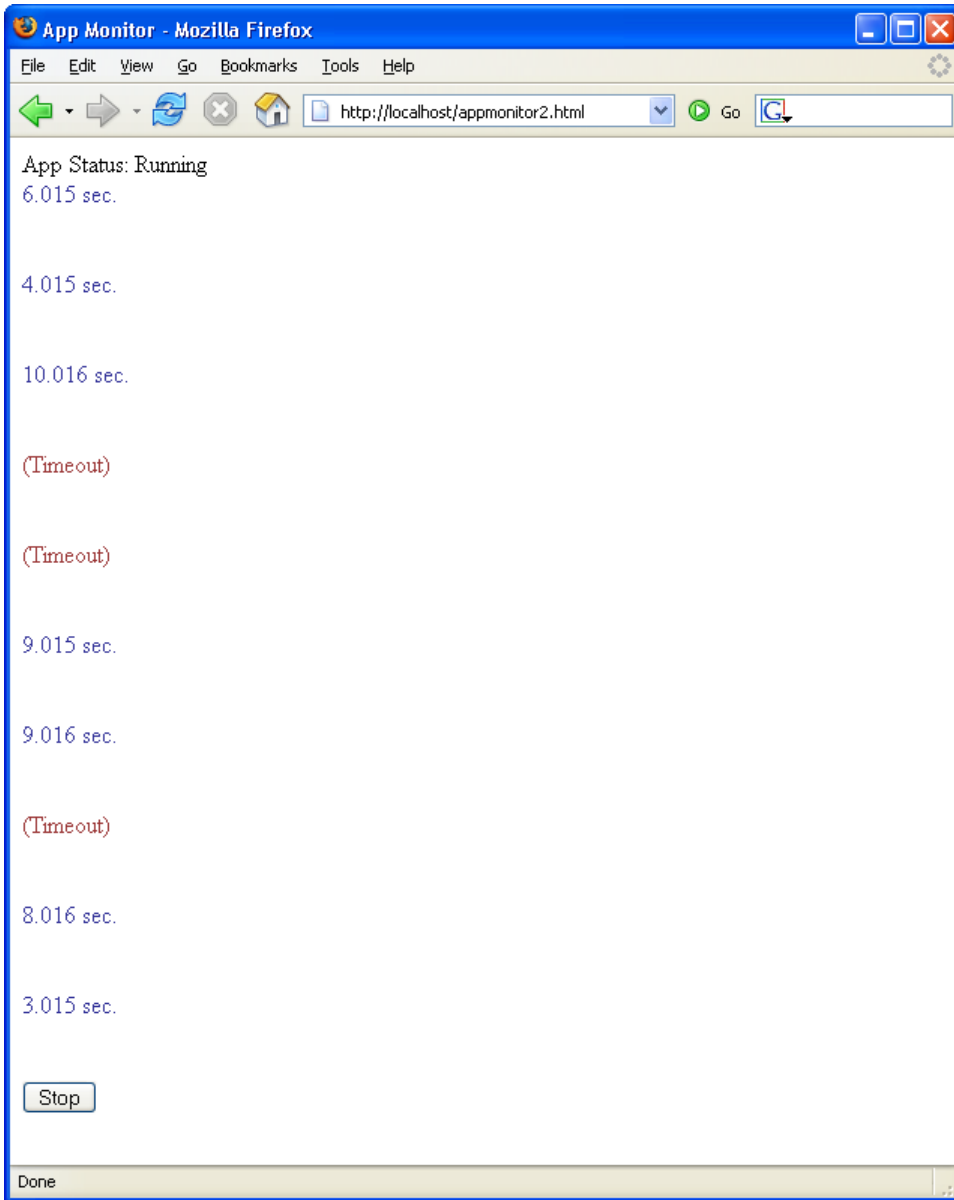 App Monitor - Mozilla Firefox
File Edit View Go Bookmarks Tools Help
http://localhost/appmonitor2.html Go G
App Status: Running
6.015 sec.
4.015 sec.
10.016 sec.
(Timeout)
(Timeout)
9.015 sec.
9.016 sec.
(Timeout)
8.016 sec.
3.015 sec.
Stop
Done